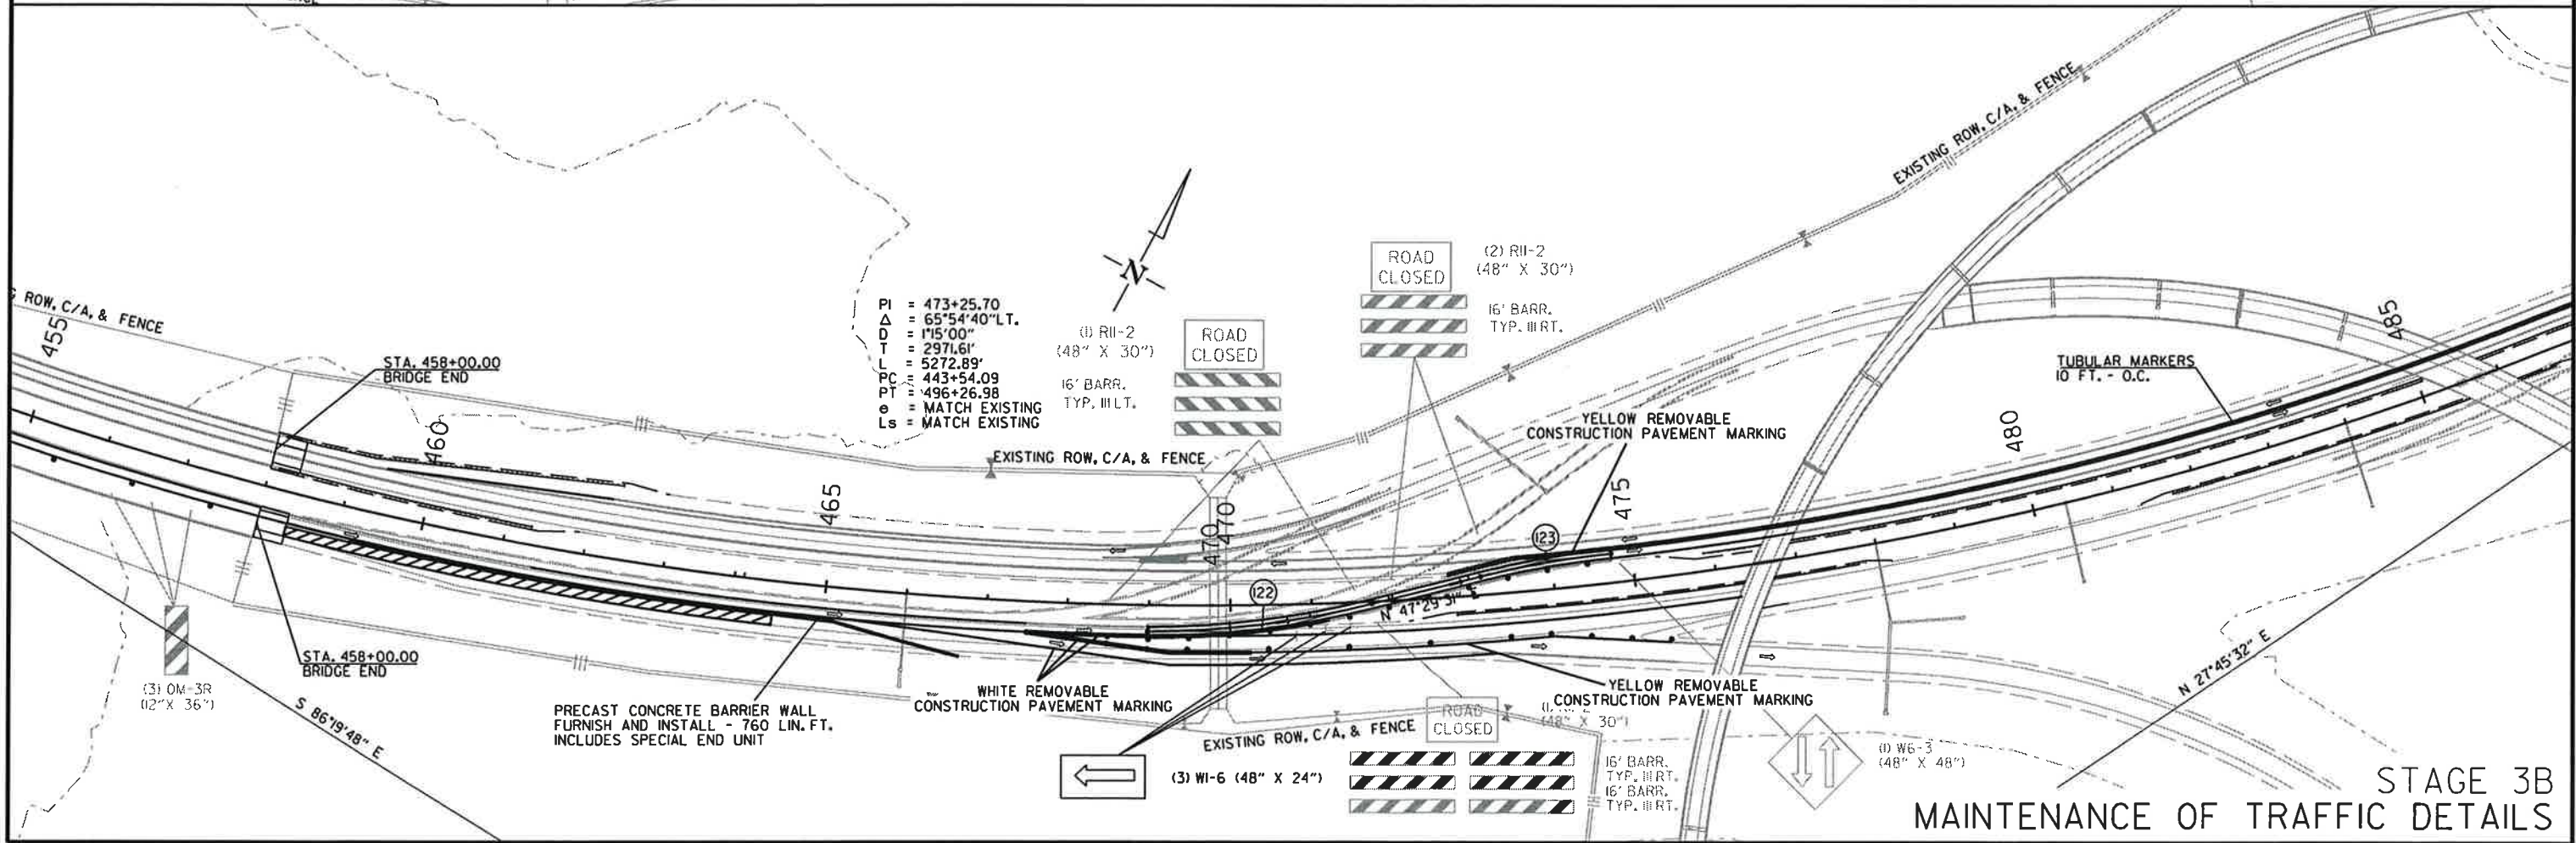 ROW, C/A, & FENCE
455
STA. 458+00.00
BRIDGE END
460
PI = 473+25.70
Δ = 65°54'40"LT.
D = 1°15'00"
T = 2971.61'
L = 5272.89'
PC = 443+54.09
PT = 496+26.98
e = MATCH EXISTING
Ls = MATCH EXISTING
N
(1) R11-2
(48" X 30")
16' BARR.
TYP. III LT.
ROAD
CLOSED
ROAD
CLOSED
(2) R11-2
(48" X 30")
16' BARR.
TYP. III RT.
EXISTING ROW, C/A, & FENCE
EXISTING ROW, C/A, & FENCE
YELLOW REMOVABLE
CONSTRUCTION PAVEMENT MARKING
TUBULAR MARKERS
10 FT. - O.C.
465
470
470
475
480
485
122
123
N 47°29'31" E
STA. 458+00.00
BRIDGE END
(3) OM-3R
(12"X 36")
S 86°19'48" E
PRECAST CONCRETE BARRIER WALL
FURNISH AND INSTALL - 760 LIN. FT.
INCLUDES SPECIAL END UNIT
WHITE REMOVABLE
CONSTRUCTION PAVEMENT MARKING
(3) W1-6 (48" X 24")
EXISTING ROW, C/A, & FENCE
ROAD
CLOSED
YELLOW REMOVABLE
CONSTRUCTION PAVEMENT MARKING
(48" X 30")
16' BARR.
TYP. III RT.
16' BARR.
TYP. III RT.
(1) W6-3
(48" X 48")
N 27°45'32" E
STAGE 3B
MAINTENANCE OF TRAFFIC DETAILS